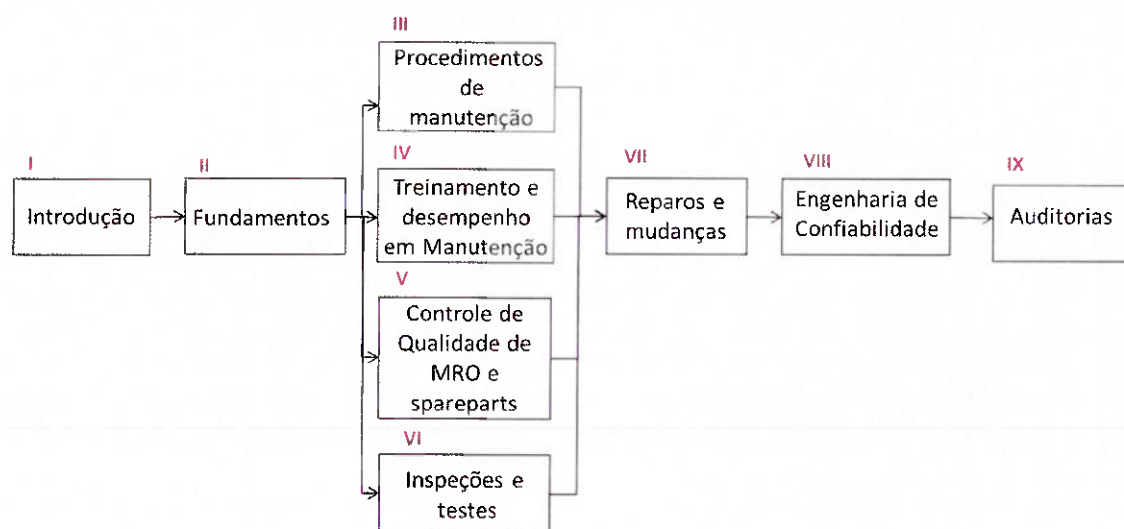 I
Introdução
II
Fundamentos
III
Procedimentos
de
manutenção
IV
Treinamento e
desempenho
em Manutenção
V
Controle de
Qualidade de
MRO e
spareparts
VI
Inspeções e
testes
VII
Reparos e
mudanças
VIII
Engenharia de
Confiabilidade
IX
Auditorias